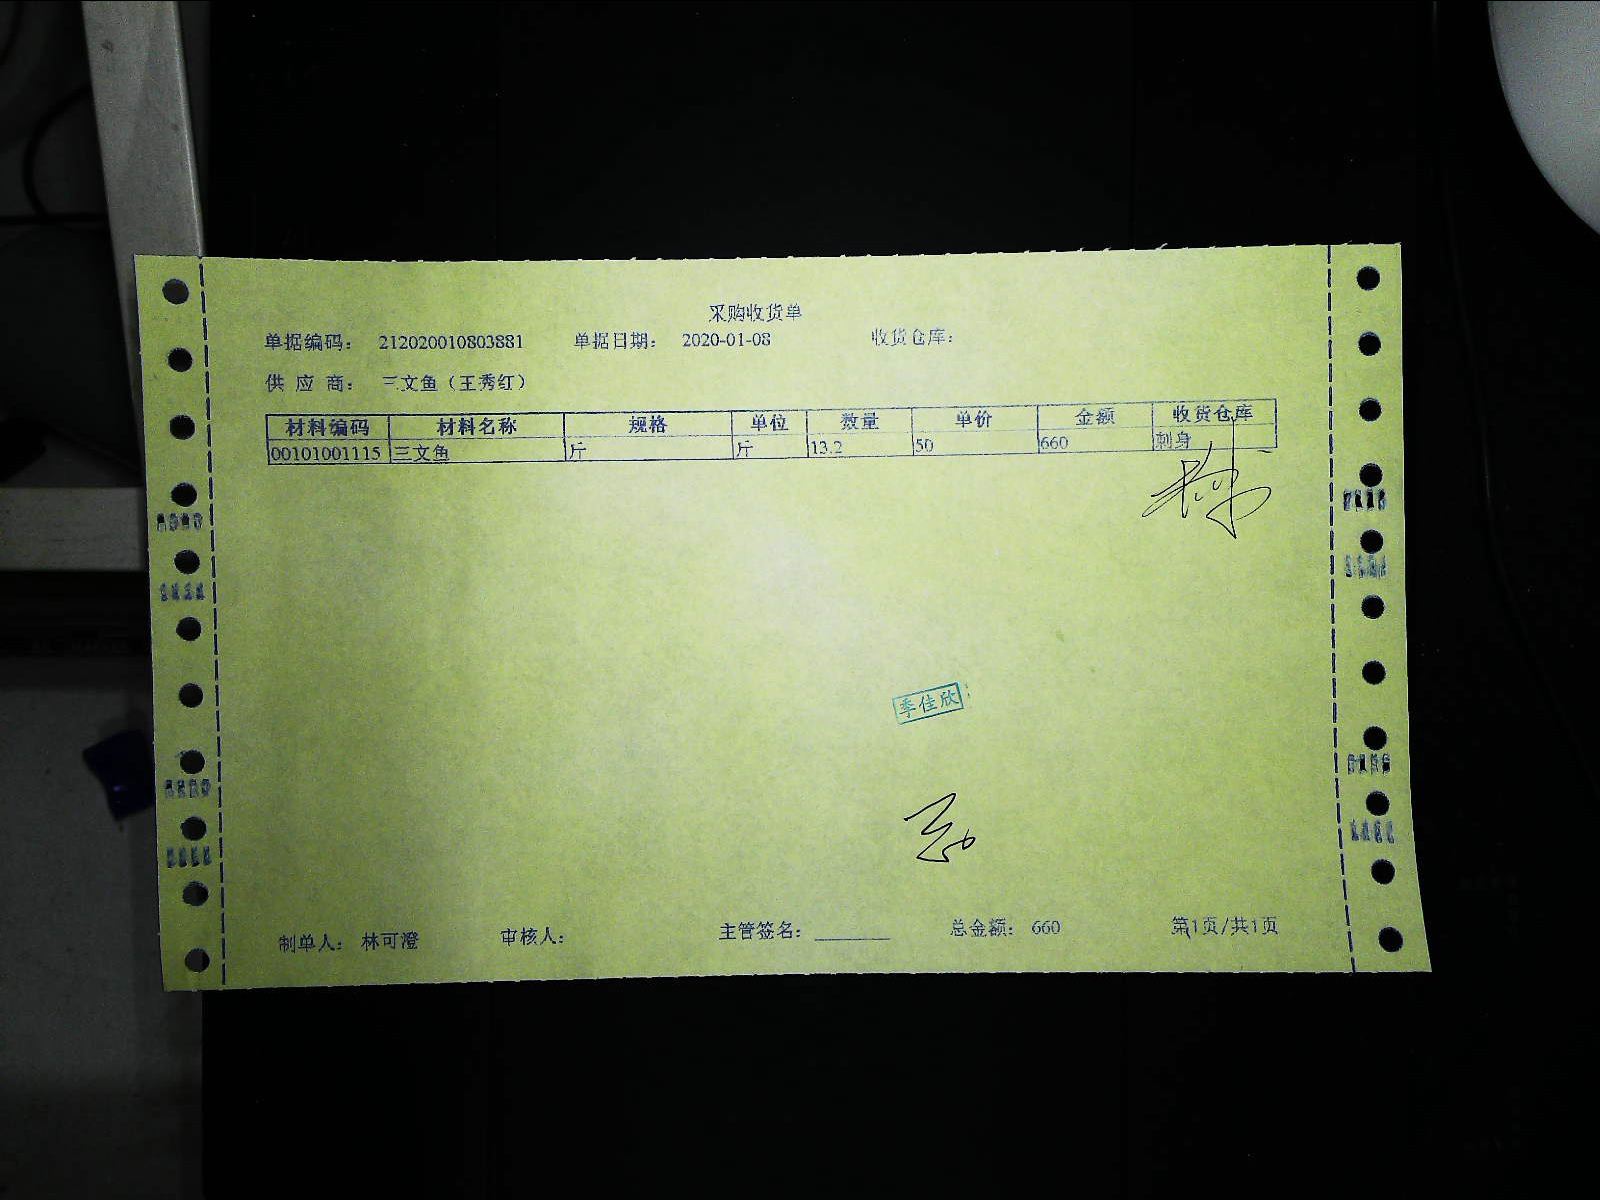 采购收货单
单据编码： 212020010803881 单据日期： 2020-01-08 收货仓库：
供 应 商： 三文鱼（王秀红）
材料编码 材料名称 规格 单位 数量 单价 金额 收货仓库
00101001115 三文鱼 斤 斤 13.2 50 660 刺身
季佳欣
制单人： 林可澄 审核人： 主管签名： 总金额： 660 第1页/共1页